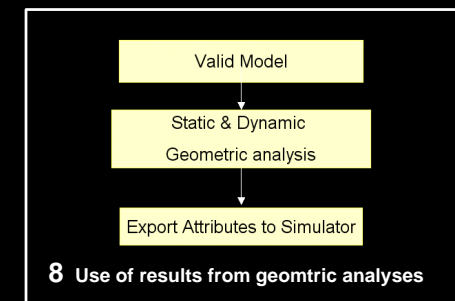 Valid Model
Static & Dynamic
Geometric analysis
Export Attributes to Simulator
8 Use of results from geomtric analyses